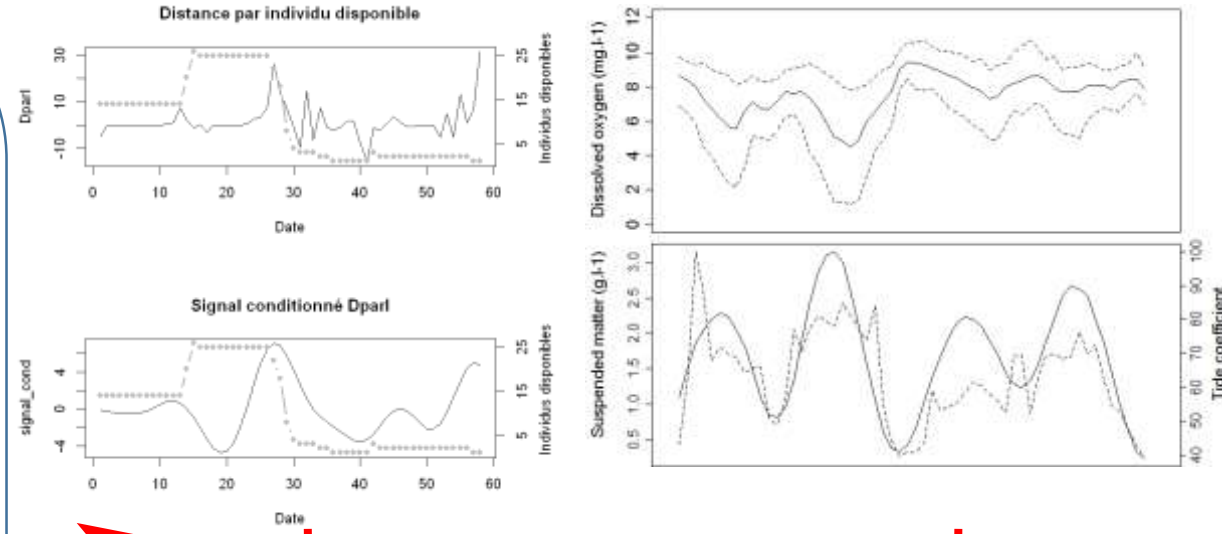 Distance par individu disponible
Dparl
30
10
-10
25
15
5
Individus disponibles
0 10 20 30 40 50 60
Date
Signal conditionné Dparl
signal_cond
4
0
-4
25
15
5
Individus disponibles
0 10 20 30 40 50 60
Date
Dissolved oxygen (mg.l-1)
12
10
8
6
4
2
0
Suspended matter (g.l-1)
3.0
2.5
2.0
1.5
1.0
0.5
100
90
80
70
60
50
40
Tide coefficient